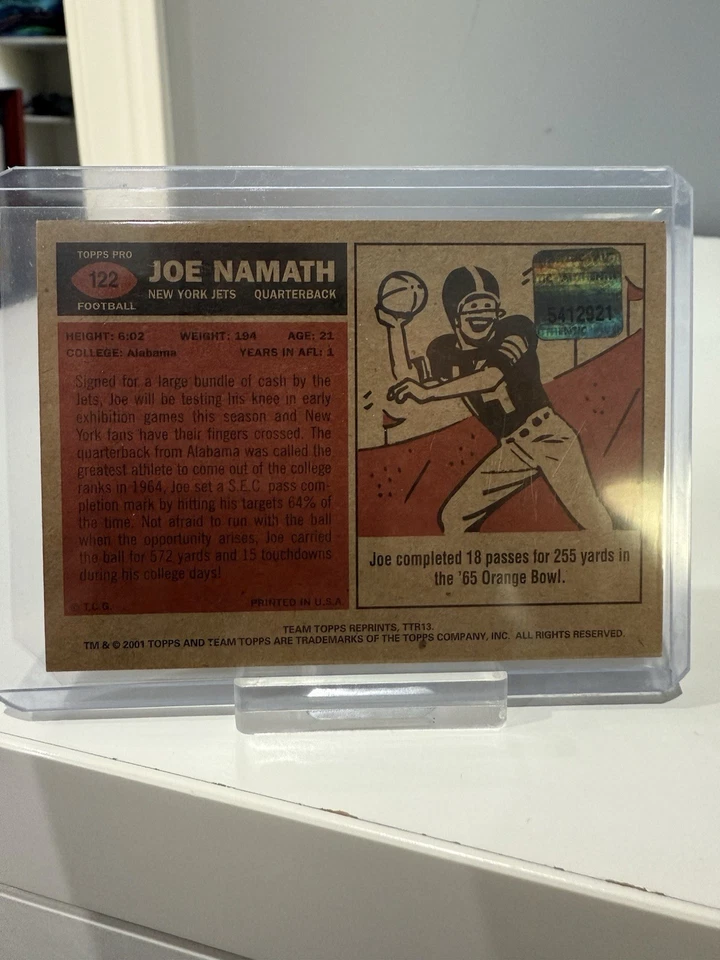 TOPPS PRO
122
FOOTBALL
JOE NAMATH
NEW YORK JETS QUARTERBACK
HEIGHT: 6:02 WEIGHT: 194 AGE: 21
COLLEGE: Alabama YEARS IN AFL: 1
Signed for a large bundle of cash by the
Jets, Joe will be testing his knee in early
exhibition games this season and New
York fans have their fingers crossed. The
quarterback from Alabama was called the
greatest athlete to come out of the college
ranks in 1964. Joe set a S.E.C. pass com-
pletion mark by hitting his targets 64% of
the time. Not afraid to run with the ball
when the opportunity arises, Joe carried
the ball for 572 yards and 15 touchdowns
during his college days!
© T.C.G. PRINTED IN U.S.A.
5412921
Joe completed 18 passes for 255 yards in
the '65 Orange Bowl.
TEAM TOPPS REPRINTS, TTR13.
TM & © 2001 TOPPS AND TEAM TOPPS ARE TRADEMARKS OF THE TOPPS COMPANY, INC. ALL RIGHTS RESERVED.